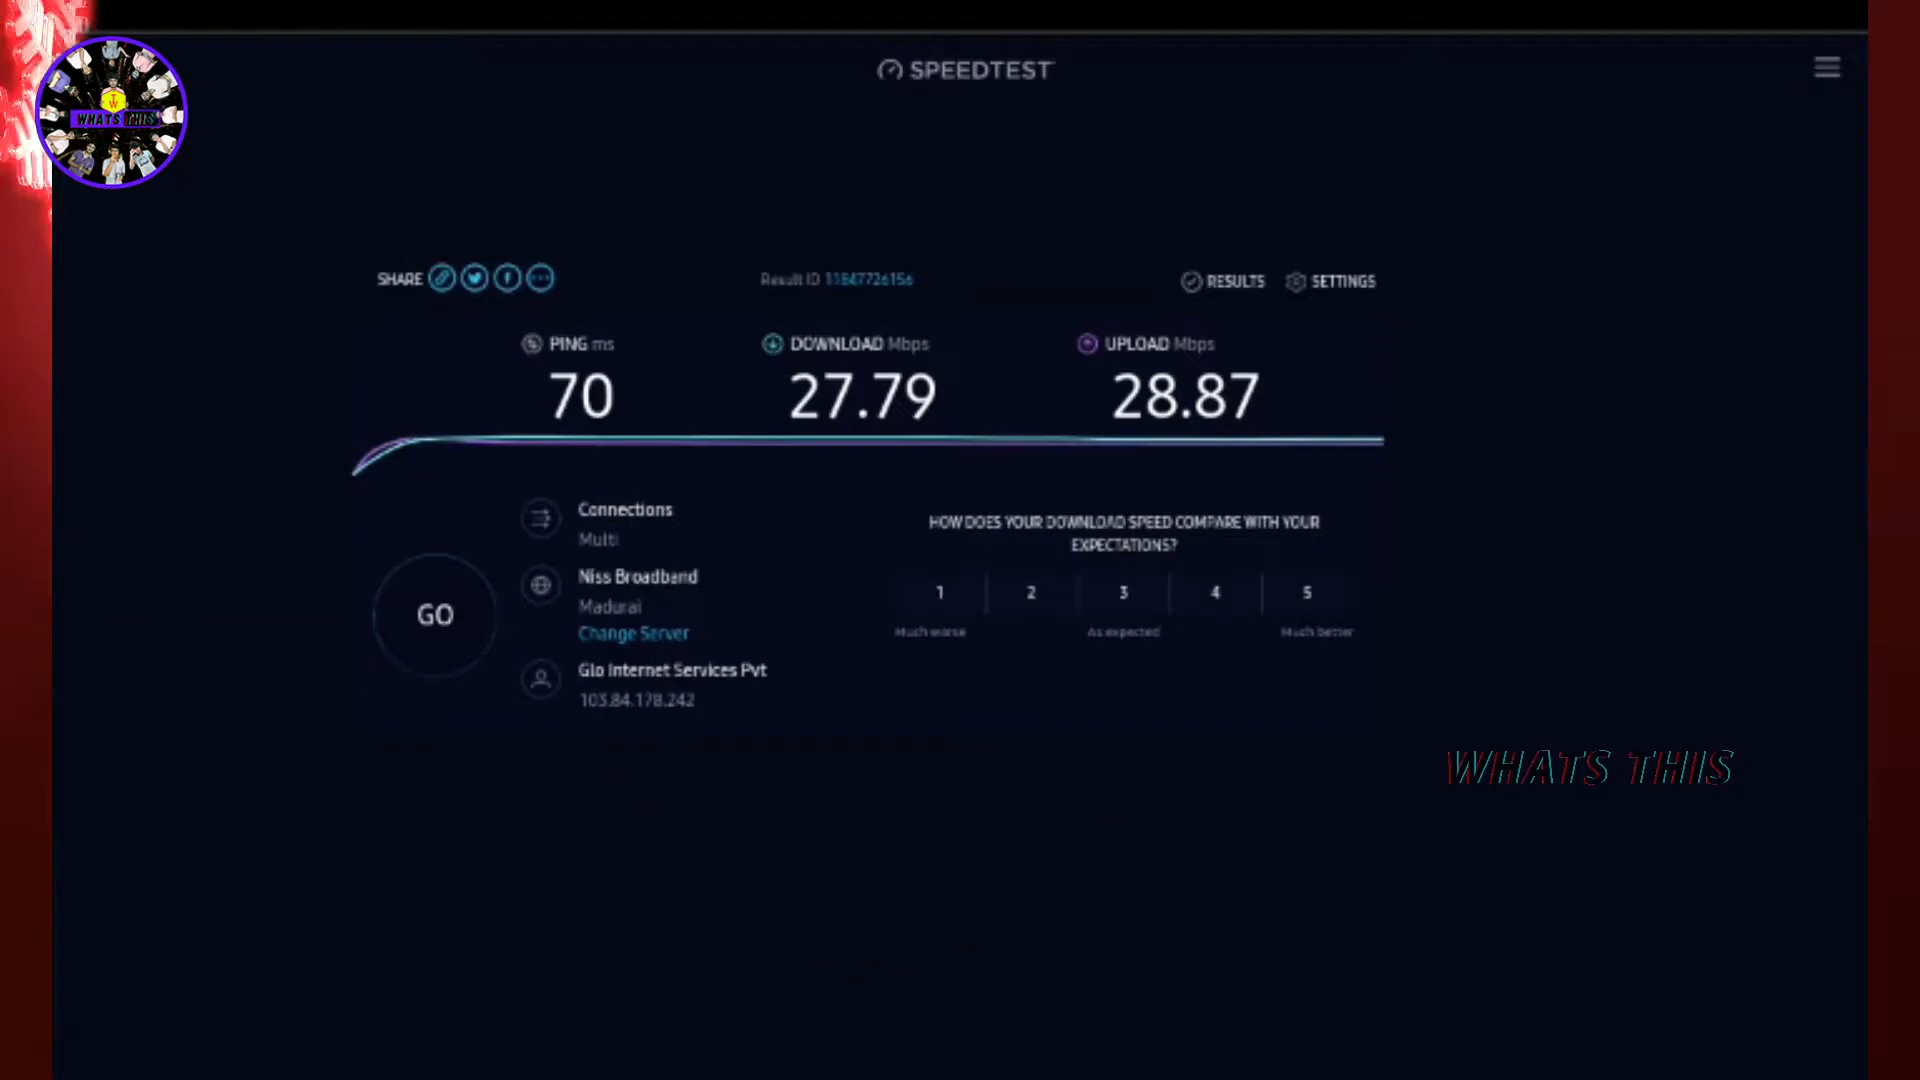 SPEEDTEST
WHATS THIS
SHARE
Result ID 11847726156
RESULTS
SETTINGS
PING ms
DOWNLOAD Mbps
UPLOAD Mbps
70
27.79
28.87
Connections
Multi
Niss Broadband
Madurai
Change Server
Glo Internet Services Pvt
103.84.178.242
GO
HOW DOES YOUR DOWNLOAD SPEED COMPARE WITH YOUR
EXPECTATIONS?
1 2 3 4 5
Much worse
As expected
Much better
WHATS THIS